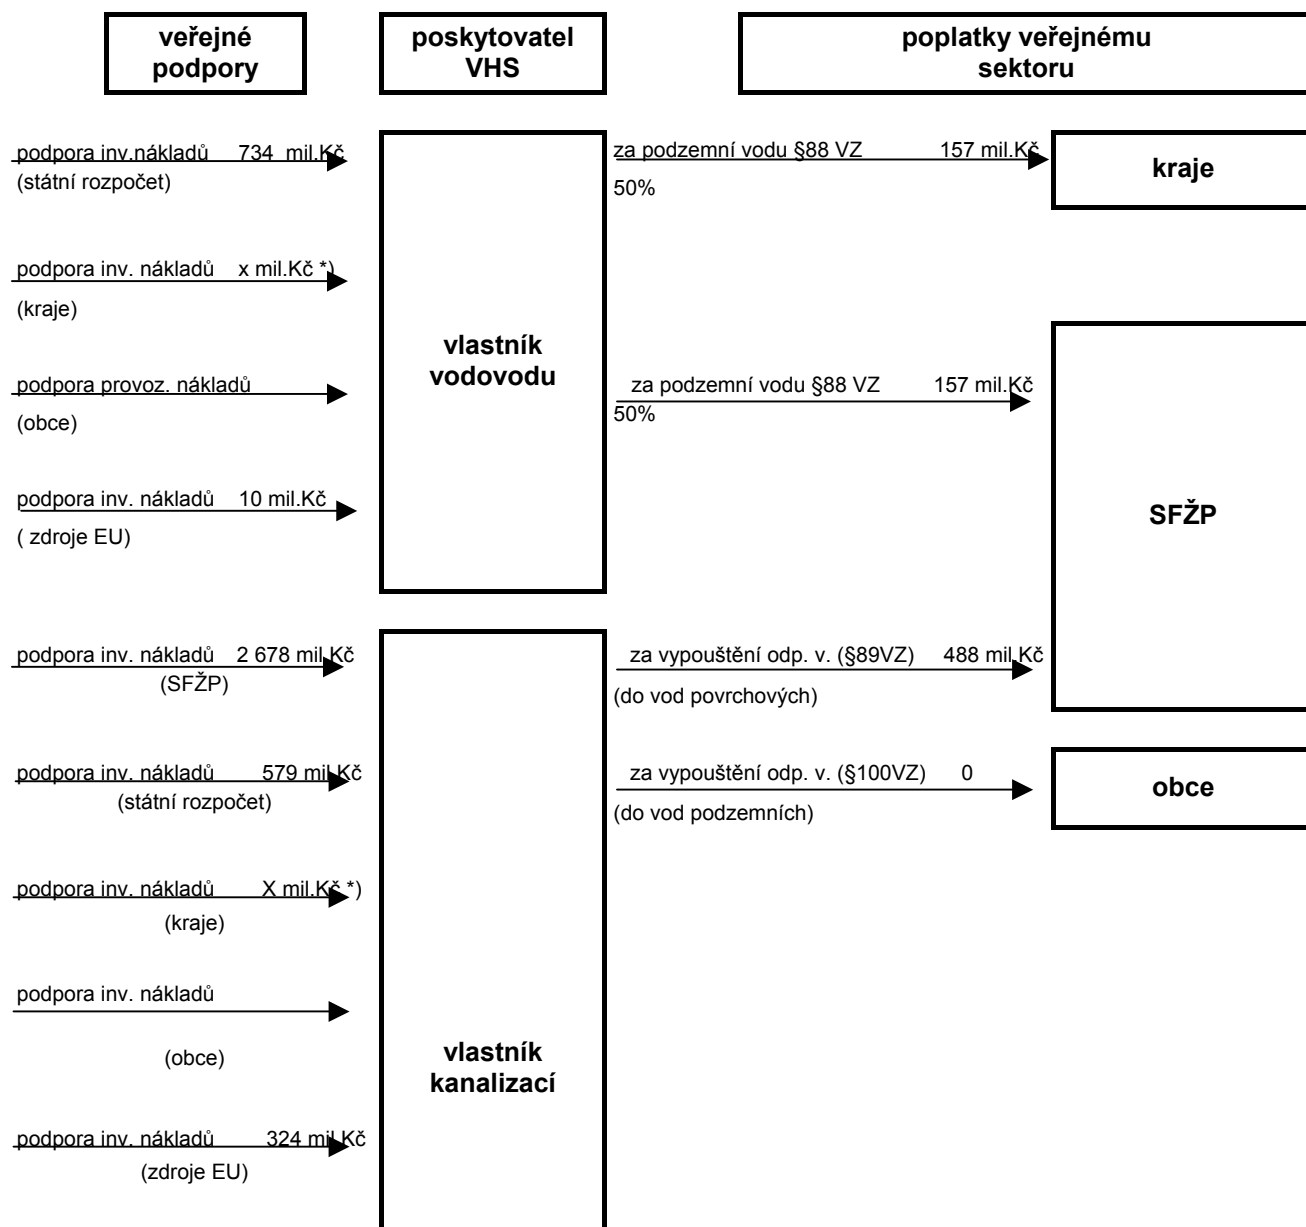 veřejné
podpory
poskytovatel
VHS
poplatky veřejnému
sektoru
podpora inv.nákladů 734 mil.Kč
(státní rozpočet)
za podzemní vodu §88 VZ 157 mil.Kč
50%
kraje
podpora inv. nákladů x mil.Kč *)
(kraje)
vlastník
vodovodu
podpora provoz. nákladů
(obce)
za podzemní vodu §88 VZ 157 mil.Kč
50%
podpora inv. nákladů 10 mil.Kč
( zdroje EU)
SFŽP
podpora inv. nákladů 2 678 mil.Kč
(SFŽP)
za vypouštění odp. v. (§89VZ) 488 mil.Kč
(do vod povrchových)
podpora inv. nákladů 579 mil.Kč
(státní rozpočet)
za vypouštění odp. v. (§100VZ) 0
(do vod podzemních)
obce
podpora inv. nákladů X mil.Kč *)
(kraje)
podpora inv. nákladů
(obce)
vlastník
kanalizací
podpora inv. nákladů 324 mil.Kč
(zdroje EU)